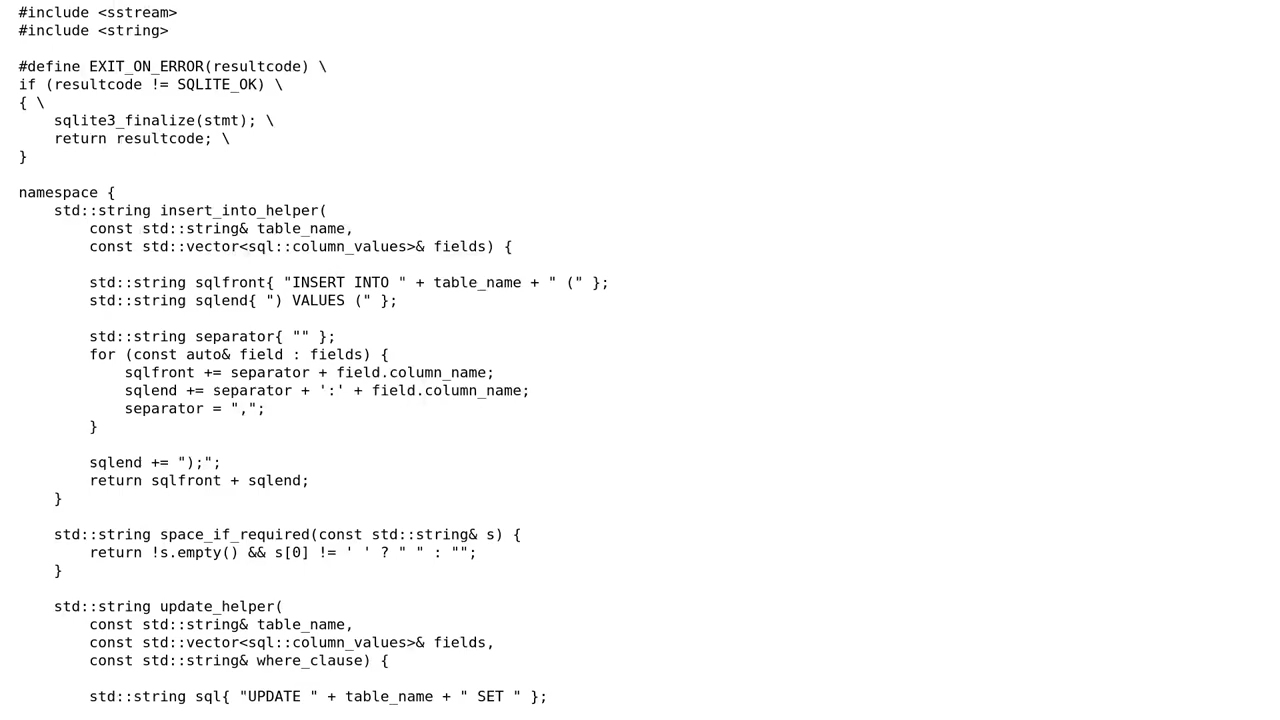 #include <sstream>
#include <string>

#define EXIT_ON_ERROR(resultcode) \
if (resultcode != SQLITE_OK) \
{ \
    sqlite3_finalize(stmt); \
    return resultcode; \
}

namespace {
    std::string insert_into_helper(
        const std::string& table_name,
        const std::vector<sql::column_values>& fields) {

        std::string sqlfront{ "INSERT INTO " + table_name + " (" };
        std::string sqlend{ ") VALUES (" };

        std::string separator{ "" };
        for (const auto& field : fields) {
            sqlfront += separator + field.column_name;
            sqlend += separator + ':' + field.column_name;
            separator = ",";
        }

        sqlend += ");";
        return sqlfront + sqlend;
    }

    std::string space_if_required(const std::string& s) {
        return !s.empty() && s[0] != ' ' ? " " : "";
    }

    std::string update_helper(
        const std::string& table_name,
        const std::vector<sql::column_values>& fields,
        const std::string& where_clause) {

        std::string sql{ "UPDATE " + table_name + " SET " };